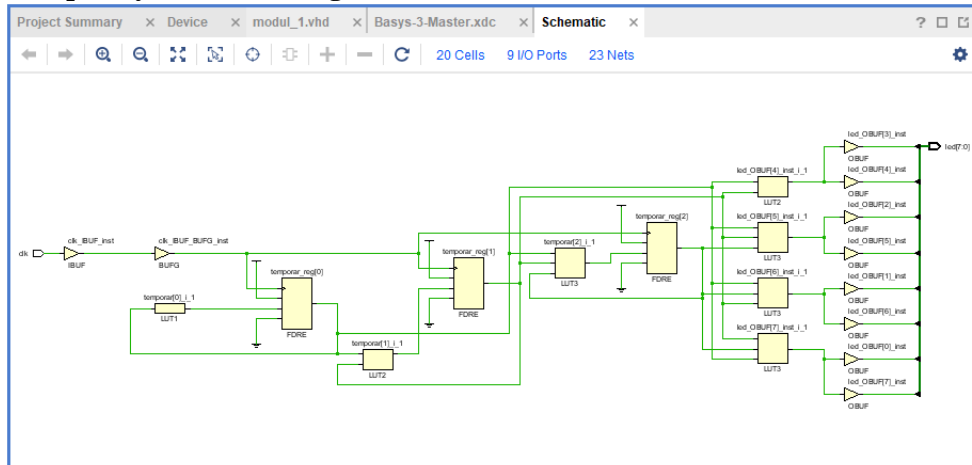 Project Summary × Device × modul_1.vhd × Basys-3-Master.xdc × Schematic × ?
20 Cells 9 I/O Ports 23 Nets
led_OBUF[3]_inst
led[7:0]
OBUF
led_OBUF[4]_inst_i_1
led_OBUF[4]_inst
LUT2
OBUF
led_OBUF[5]_inst_i_1
led_OBUF[2]_inst
temporar_reg[2]
OBUF
LUT3
clk_IBUF_inst
clk_IBUF_BUFG_inst
temporar_reg[1]
temporar[2]_i_1
led_OBUF[5]_inst
clk
IBUF
BUFG
LUT3
FDRE
OBUF
led_OBUF[6]_inst_i_1
led_OBUF[1]_inst
temporar_reg[0]
OBUF
temporar[0]_i_1
LUT1
FDRE
LUT3
led_OBUF[6]_inst
OBUF
FDRE
led_OBUF[7]_inst_i_1
led_OBUF[0]_inst
temporar[1]_i_1
LUT2
LUT3
OBUF
led_OBUF[7]_inst
OBUF